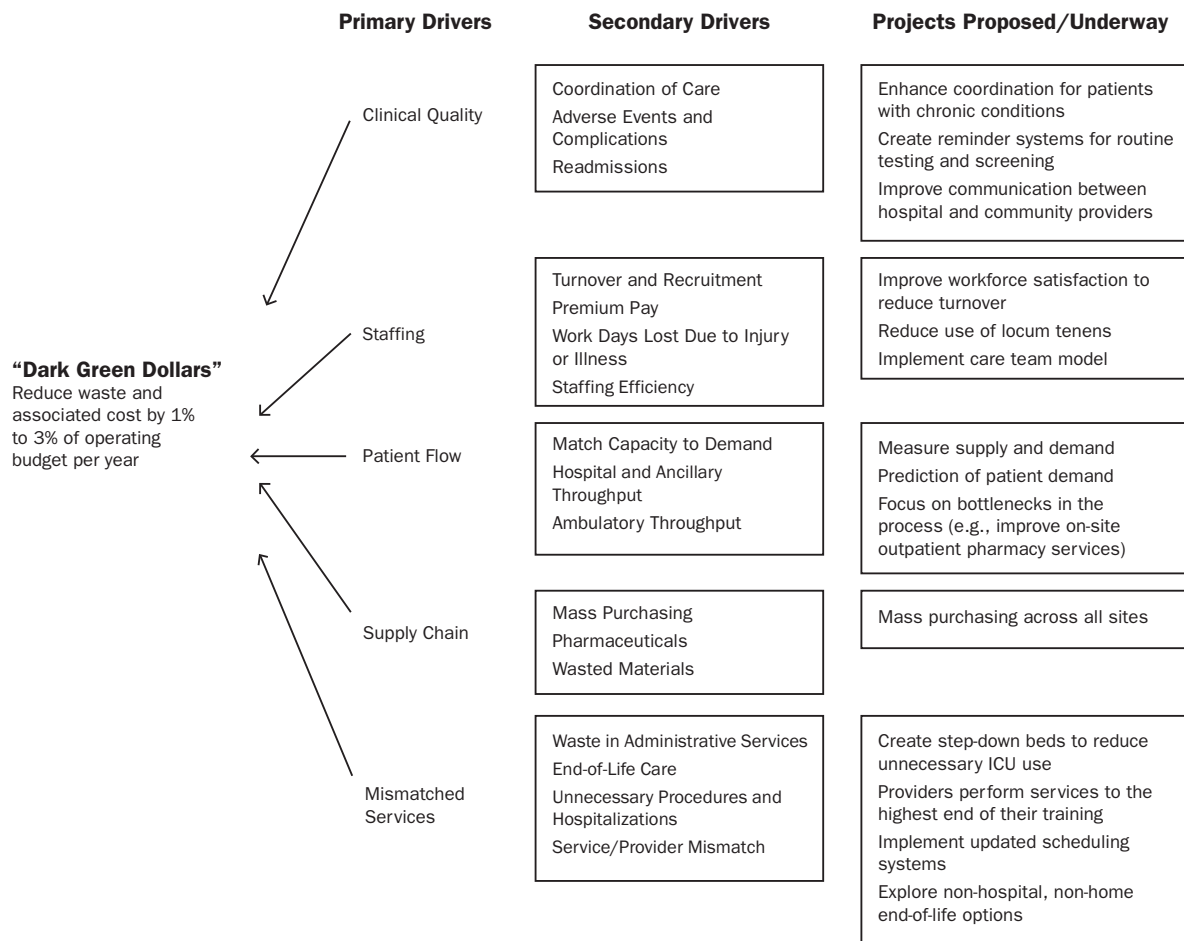 Primary Drivers
Secondary Drivers
Projects Proposed/Underway
“Dark Green Dollars”
Reduce waste and
associated cost by 1%
to 3% of operating
budget per year
Clinical Quality
Coordination of Care
Adverse Events and
Complications
Readmissions
Enhance coordination for patients
with chronic conditions
Create reminder systems for routine
testing and screening
Improve communication between
hospital and community providers
Staffing
Turnover and Recruitment
Premium Pay
Work Days Lost Due to Injury
or Illness
Staffing Efficiency
Improve workforce satisfaction to
reduce turnover
Reduce use of locum tenens
Implement care team model
Patient Flow
Match Capacity to Demand
Hospital and Ancillary
Throughput
Ambulatory Throughput
Measure supply and demand
Prediction of patient demand
Focus on bottlenecks in the
process (e.g., improve on-site
outpatient pharmacy services)
Supply Chain
Mass Purchasing
Pharmaceuticals
Wasted Materials
Mass purchasing across all sites
Mismatched
Services
Waste in Administrative Services
End-of-Life Care
Unnecessary Procedures and
Hospitalizations
Service/Provider Mismatch
Create step-down beds to reduce
unnecessary ICU use
Providers perform services to the
highest end of their training
Implement updated scheduling
systems
Explore non-hospital, non-home
end-of-life options